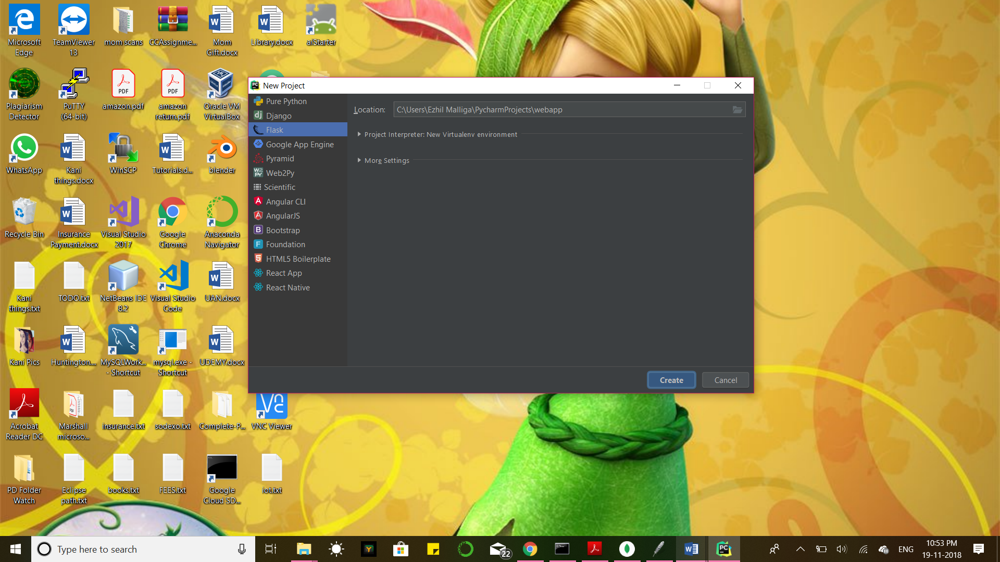 Microsoft
Edge
TeamViewer
13
mom scans
CCAssignme...
Mom
Gift.docx
Library.docx
aiStarter
Plagiarism
Detector
PuTTY
(64-bit)
PDF
amazon.pdf
PDF
amazon
return.pdf
Oracle VM
VirtualBox
WhatsApp
Kani
things.docx
WinSCP
Tutorials.d...
blender
Recycle Bin
Insurance
Payment.docx
Visual Studio
2017
Google
Chrome
Anaconda
Navigator
Kani
things.txt
TODO.txt
NetBeans IDE
8.2
Visual Studio
Code
UAN.docx
Kani Pics
Huntington....
MySQLWork...
- Shortcut
mysql.exe -
Shortcut
UDEMY.docx
Acrobat
Reader DC
Marshall
microso...
insurance.txt
sodexo.txt
Complete-P...
VNC Viewer
PD Folder
Watch
Eclipse
path.txt
books.txt
FEES.txt
Google
Cloud SD...
iot.txt
New Project
Pure Python
Django
Flask
Google App Engine
Pyramid
Web2Py
Scientific
Angular CLI
AngularJS
Bootstrap
Foundation
HTML5 Boilerplate
React App
React Native
Location: C:\Users\Ezhil Malliga\PycharmProjects\webapp
Project Interpreter: New Virtualenv environment
More Settings
Create
Cancel
Type here to search
22
ENG
10:53 PM
19-11-2018